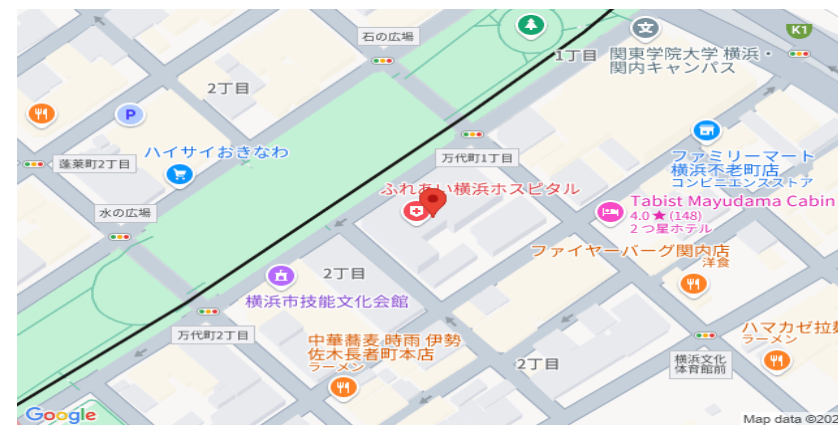 石の広場
K1
1丁目
関東学院大学 横浜・
関内キャンパス
2丁目
P
蓬莱町2丁目
ハイサイおきなわ
万代町1丁目
ファミリーマート
横浜不老町店
コンビニエンスストア
ふれあい横浜ホスピタル
水の広場
Tabist Mayudama Cabin
4.0 ★ (148)
2 つ星ホテル
ファイヤーバーグ関内店
洋食
2丁目
横浜市技能文化会館
万代町2丁目
中華蕎麦 時雨 伊勢
佐木長者町本店
ラーメン
ハマカゼ拉麺
ラーメン
2丁目
横浜文化
体育館前
Google
Map data ©202